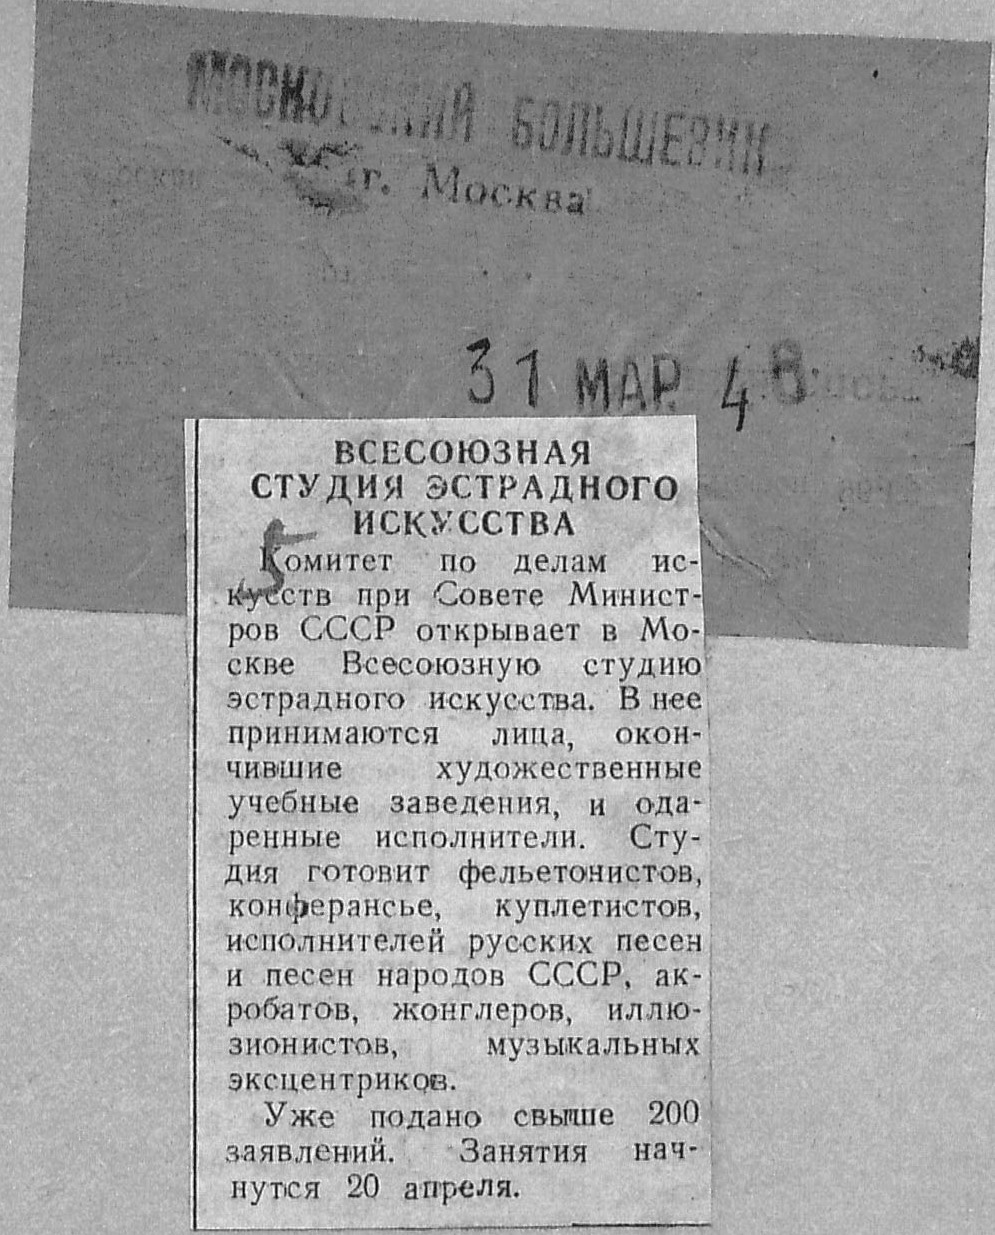 МОСКОВСКИЙ БОЛЬШЕВИК
г. Москва
31 МАР. 48
ВСЕСОЮЗНАЯ
СТУДИЯ ЭСТРАДНОГО
ИСКУССТВА
Комитет по делам ис-
кусств при Совете Минист-
ров СССР открывает в Мо-
скве Всесоюзную студию
эстрадного искусства. В нее
принимаются лица, окон-
чившие художественные
учебные заведения, и ода-
ренные исполнители. Сту-
дия готовит фельетонистов,
конферансье, куплетистов,
исполнителей русских песен
и песен народов СССР, ак-
робатов, жонглеров, иллю-
зионистов, музыкальных
эксцентриков.
Уже подано свыше 200
заявлений. Занятия нач-
нутся 20 апреля.